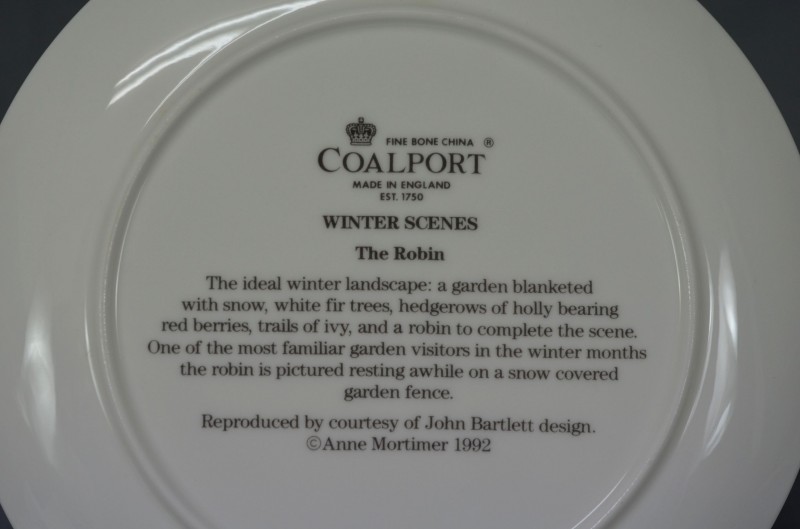 FINE BONE CHINA ®
COALPORT
MADE IN ENGLAND
EST. 1750
WINTER SCENES
The Robin
The ideal winter landscape: a garden blanketed
with snow, white fir trees, hedgerows of holly bearing
red berries, trails of ivy, and a robin to complete the scene.
One of the most familiar garden visitors in the winter months
the robin is pictured resting awhile on a snow covered
garden fence.
Reproduced by courtesy of John Bartlett design.
©Anne Mortimer 1992